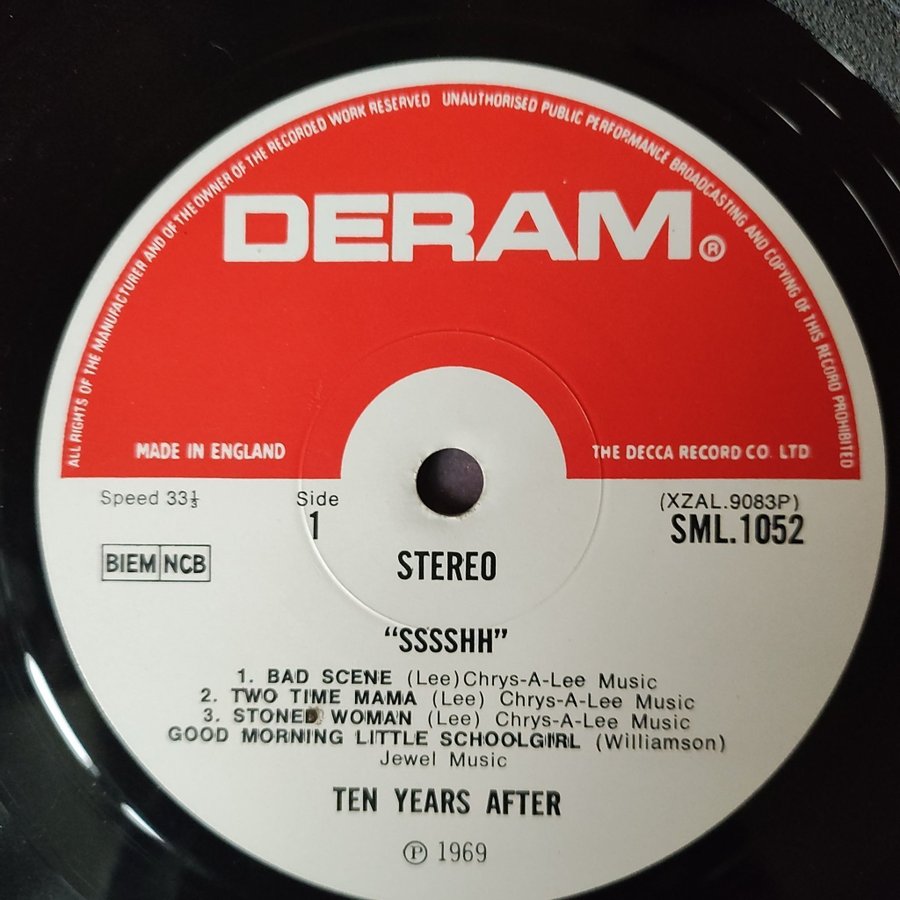 ALL RIGHTS OF THE MANUFACTURER AND OF THE OWNER OF THE RECORDED WORK RESERVED UNAUTHORISED PUBLIC PERFORMANCE BROADCASTING AND COPYING OF THIS RECORD PROHIBITED
DERAM®
MADE IN ENGLAND THE DECCA RECORD CO. LTD
Speed 33⅓ Side (XZAL.9083P)
1 SML.1052
BIEM NCB STEREO
“SSSSHH”
1. BAD SCENE (Lee) Chrys-A-Lee Music
2. TWO TIME MAMA (Lee) Chrys-A-Lee Music
3. STONED WOMAN (Lee) Chrys-A-Lee Music
GOOD MORNING LITTLE SCHOOLGIRL (Williamson)
Jewel Music
TEN YEARS AFTER
℗ 1969